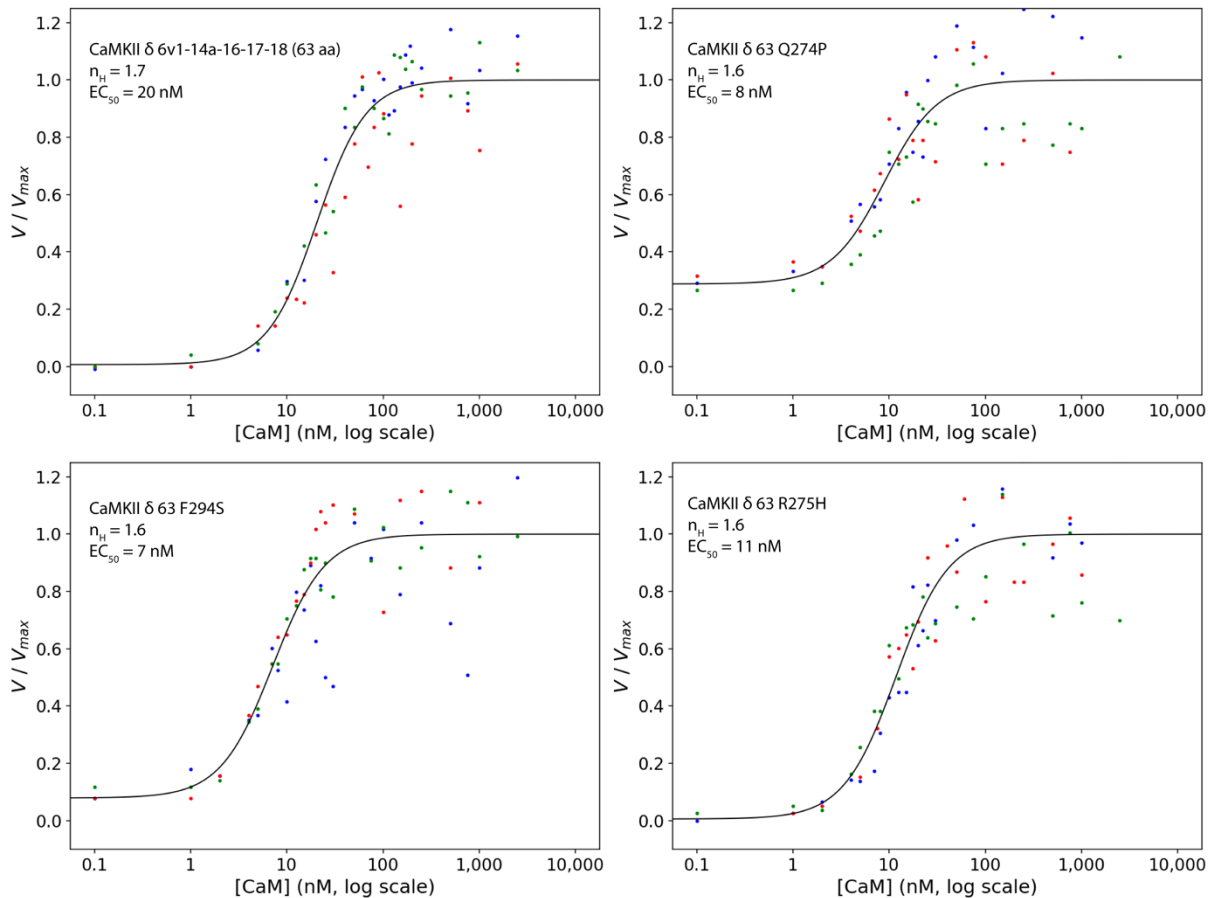 1.2
1.0
0.8
0.6
0.4
0.2
0.0
V / Vmax
CaMKII δ 6v1-14a-16-17-18 (63 aa)
nH = 1.7
EC50 = 20 nM
0.1 1 10 100 1,000 10,000
[CaM] (nM, log scale)
1.2
1.0
0.8
0.6
0.4
0.2
0.0
V / Vmax
CaMKII δ 63 Q274P
nH = 1.6
EC50 = 8 nM
0.1 1 10 100 1,000 10,000
[CaM] (nM, log scale)
1.2
1.0
0.8
0.6
0.4
0.2
0.0
V / Vmax
CaMKII δ 63 F294S
nH = 1.6
EC50 = 7 nM
0.1 1 10 100 1,000 10,000
[CaM] (nM, log scale)
1.2
1.0
0.8
0.6
0.4
0.2
0.0
V / Vmax
CaMKII δ 63 R275H
nH = 1.6
EC50 = 11 nM
0.1 1 10 100 1,000 10,000
[CaM] (nM, log scale)